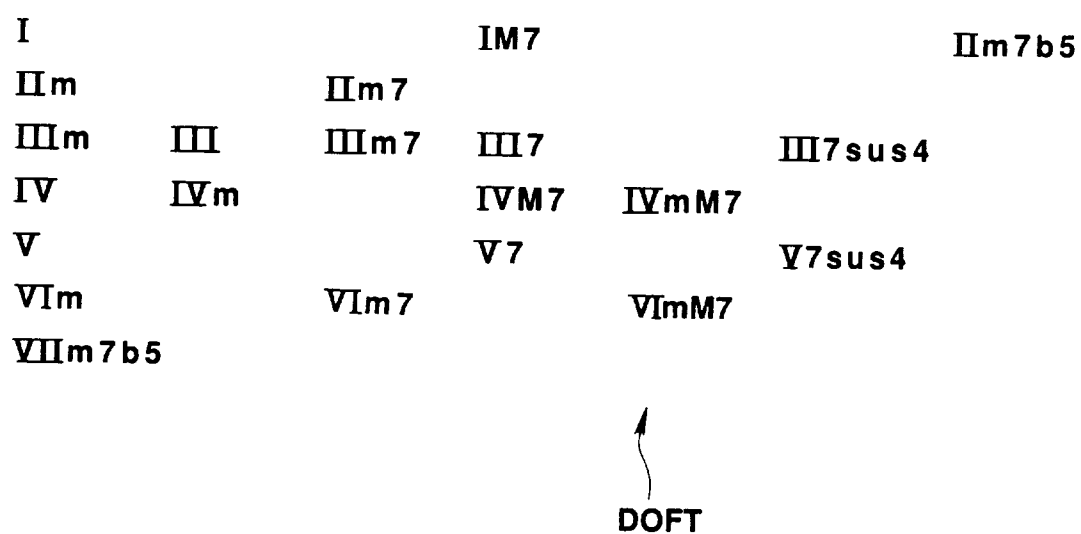 I IM7 IIm7b5
IIm IIm7
IIIm III IIIm7 III7 III7sus4
IV IVm IVM7 IVmM7
V V7 V7sus4
VIm VIm7 VImM7
VIIm7b5
DOFT